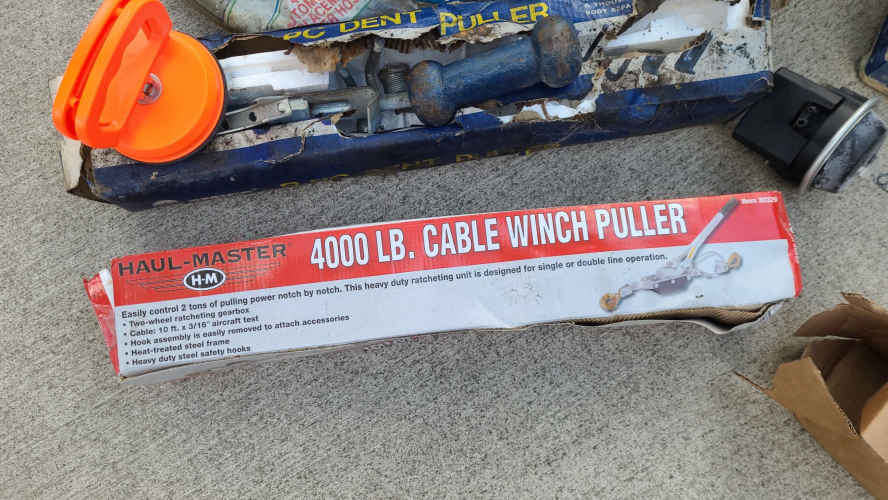 PC DENT PULLER
HAUL-MASTER
H-M
4000 LB. CABLE WINCH PULLER
Easily control 2 tons of pulling power notch by notch. This heavy duty ratcheting unit is designed for single or double line operation.
• Two-wheel ratcheting gearbox
• Cable: 10 ft. x 3/16" aircraft test
• Hook assembly is easily removed to attach accessories
• Heat-treated steel frame
• Heavy duty steel safety hooks